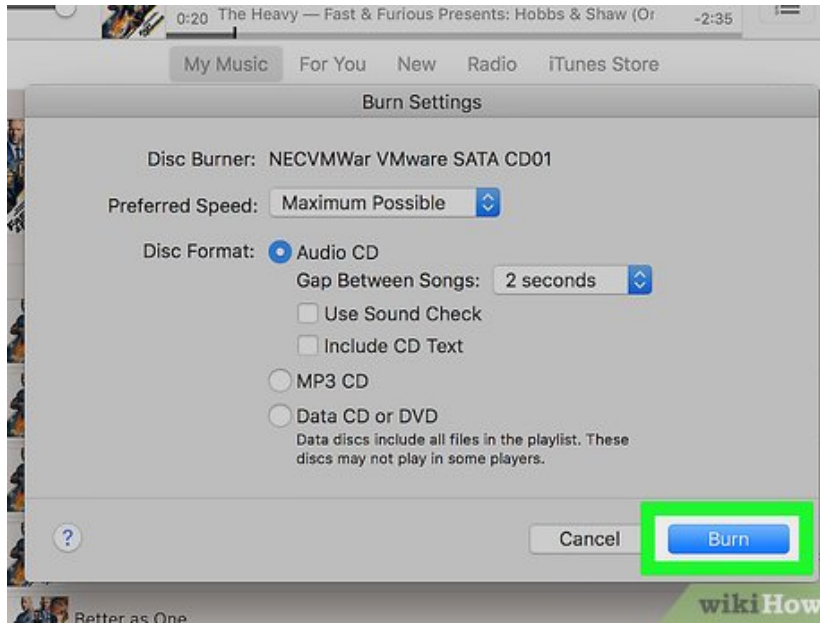 0:20 The Heavy — Fast & Furious Presents: Hobbs & Shaw (Or -2:35
My Music For You New Radio iTunes Store
Burn Settings
Disc Burner: NECVMWar VMware SATA CD01
Preferred Speed: Maximum Possible
Disc Format: Audio CD
Gap Between Songs: 2 seconds
Use Sound Check
Include CD Text
MP3 CD
Data CD or DVD
Data discs include all files in the playlist. These
discs may not play in some players.
? Cancel Burn
Better as One
wikiHow